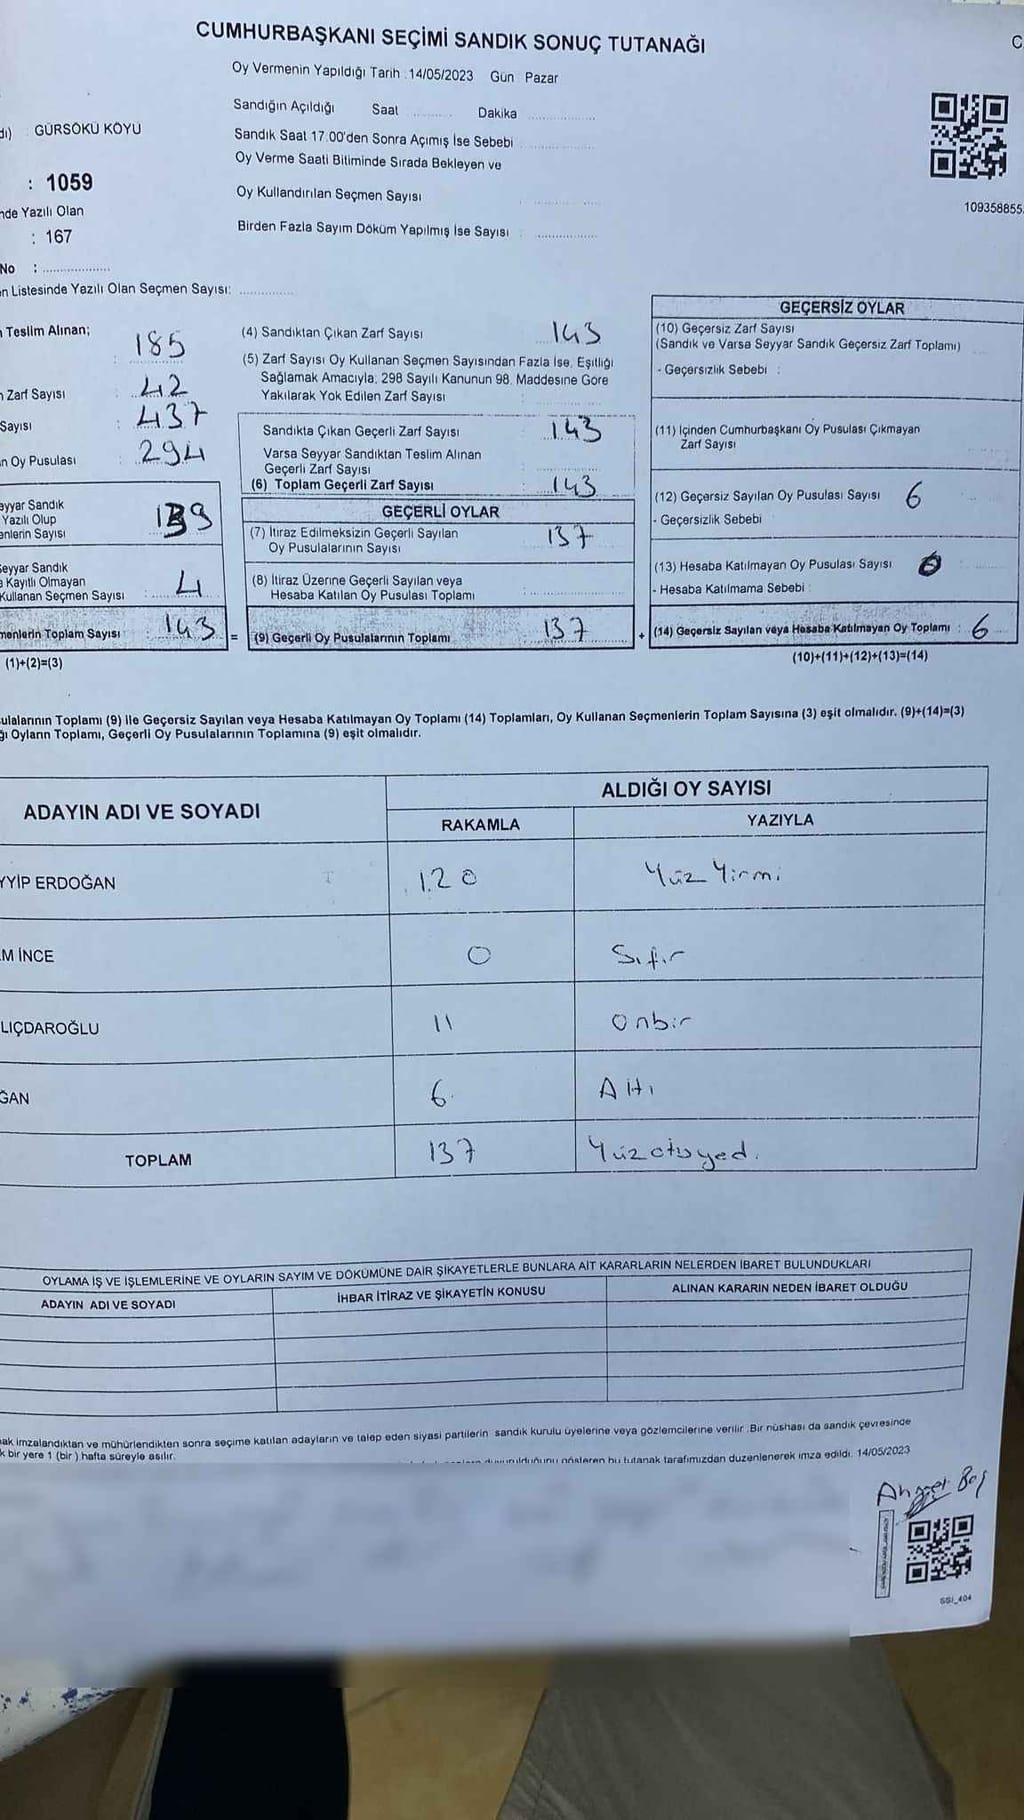 CUMHURBAŞKANI SEÇİMİ SANDIK SONUÇ TUTANAĞI
Oy Vermenin Yapıldığı Tarih : 14/05/2023 Gün Pazar
Sandığın Açıldığı Saat Dakika
GÜRSÖKÜ KÖYÜ
Sandık Saat 17.00'den Sonra Açımış İse Sebebi
Oy Verme Saati Bitiminde Sırada Bekleyen ve
Oy Kullandırılan Seçmen Sayısı
: 1059
nde Yazılı Olan
: 167
Birden Fazla Sayım Döküm Yapılmış İse Sayısı :
109358855
No :
n Listesinde Yazılı Olan Seçmen Sayısı:
Teslim Alınan;
: 185
Zarf Sayısı : 42
Sayısı : 437
n Oy Pusulası : 294
eyyar Sandık
Yazılı Olup
enlerin Sayısı 139
Seyyar Sandık
a Kayıtlı Olmayan
Kullanan Seçmen Sayısı : 4
menlerin Toplam Sayısı : 143 =
(1)+(2)=(3)
(4) Sandıktan Çıkan Zarf Sayısı 143
(5) Zarf Sayısı Oy Kullanan Seçmen Sayısından Fazla İse, Eşitliği
Sağlamak Amacıyla; 298 Sayılı Kanunun 98. Maddesine Göre
Yakılarak Yok Edilen Zarf Sayısı
Sandıkta Çıkan Geçerli Zarf Sayısı 143
Varsa Seyyar Sandıktan Teslim Alınan
Geçerli Zarf Sayısı
(6) Toplam Geçerli Zarf Sayısı : 143
GEÇERLİ OYLAR
(7) İtiraz Edilmeksizin Geçerli Sayılan
Oy Pusulalarının Sayısı 137
(8) İtiraz Üzerine Geçerli Sayılan veya
Hesaba Katılan Oy Pusulası Toplamı
(9) Geçerli Oy Pusulalarının Toplamı 137 +
GEÇERSİZ OYLAR
(10) Geçersiz Zarf Sayısı
(Sandık ve Varsa Seyyar Sandık Geçersiz Zarf Toplamı)
- Geçersizlik Sebebi :
(11) İçinden Cumhurbaşkanı Oy Pusulası Çıkmayan
Zarf Sayısı
(12) Geçersiz Sayılan Oy Pusulası Sayısı 6
- Geçersizlik Sebebi
(13) Hesaba Katılmayan Oy Pusulası Sayısı
- Hesaba Katılmama Sebebi
(14) Geçersiz Sayılan veya Hesaba Katılmayan Oy Toplamı : 6
(10)+(11)+(12)+(13)=(14)
ulalarının Toplamı (9) ile Geçersiz Sayılan veya Hesaba Katılmayan Oy Toplamı (14) Toplamları, Oy Kullanan Seçmenlerin Toplam Sayısına (3) eşit olmalıdır. (9)+(14)=(3)
ğı Oyların Toplamı, Geçerli Oy Pusulalarının Toplamına (9) eşit olmalıdır.
ADAYIN ADI VE SOYADI
ALDIĞI OY SAYISI
RAKAMLA YAZIYLA
YYİP ERDOĞAN 120 Yüz Yirmi
M İNCE 0 Sıfır
LIÇDAROĞLU 11 Onbir
ĞAN 6 Altı
TOPLAM 137 Yüzotuzyedi
OYLAMA İŞ VE İŞLEMLERİNE VE OYLARIN SAYIM VE DÖKÜMÜNE DAİR ŞİKAYETLERLE BUNLARA AİT KARARLARIN NELERDEN İBARET BULUNDUKLARI
ADAYIN ADI VE SOYADI İHBAR İTİRAZ VE ŞİKAYETİN KONUSU ALINAN KARARIN NEDEN İBARET OLDUĞU
ak imzalandıktan ve mühürlendikten sonra seçime katılan adayların ve talep eden siyasi partilerin sandık kurulu üyelerine veya gözlemcilerine verilir. Bir nüshası da sandık çevresinde
k bir yere 1 (bir) hafta süreyle asılır.
duyurulduğunu gösteren bu tutanak tarafımızdan düzenlenerek imza edildi. 14/05/2023
Ahmet
SSI_404